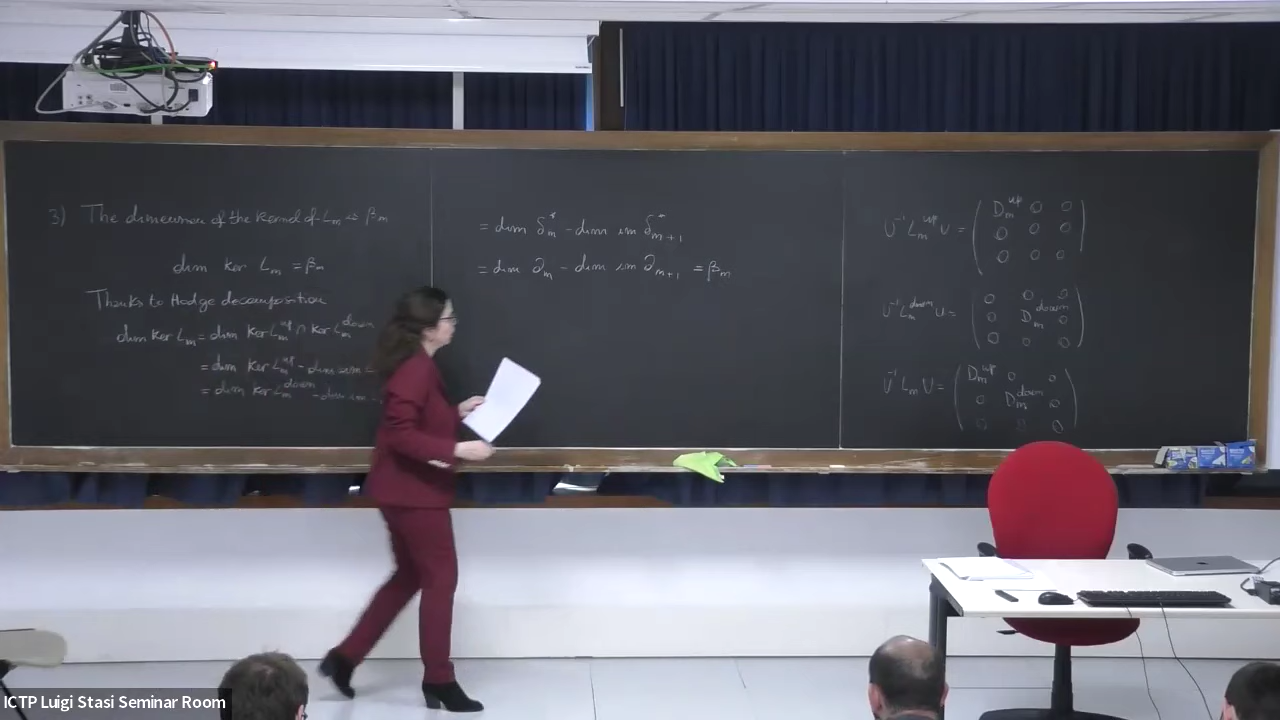 3) The dimension of the kernel of L_m is β_m
dim ker L_m = β_m
Thanks to Hodge decomposition
dim ker L_m = dim ker L_m^up ∩ ker L_m^down
= dim ker L_m^up - dim im
= dim ker L_m^down - dim im
= dim δ_m^* - dim im δ_{m+1}^*
= dim ∂_m - dim im ∂_{m+1} = β_m
U^{-1} L_m^up U = ( D_m^up 0 0
0 0 0
0 0 0 )
U^{-1} L_m^down U = ( 0 0 0
0 D_m^down 0
0 0 0 )
U^{-1} L_m U = ( D_m^up 0 0
0 D_m^down 0
0 0 0 )
ICTP Luigi Stasi Seminar Room